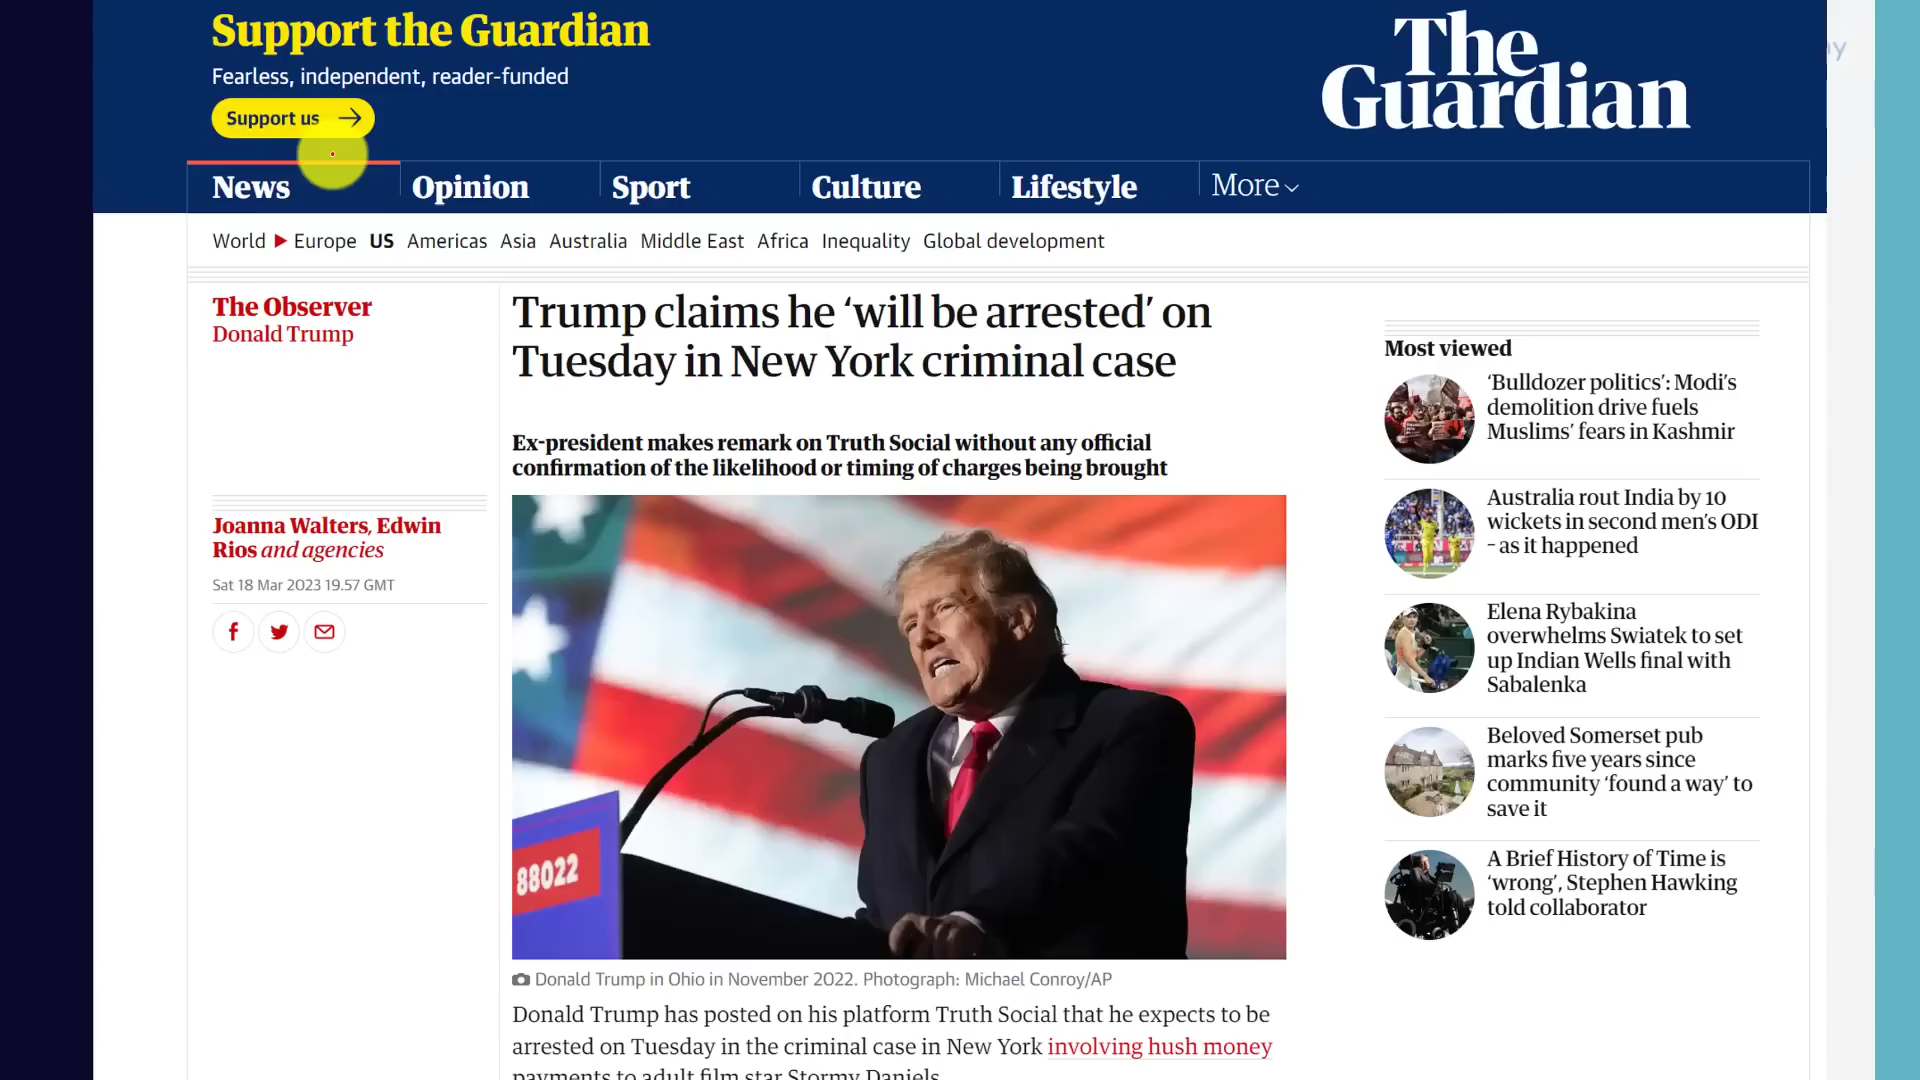 Support the Guardian
Fearless, independent, reader-funded
Support us
The
Guardian
News
Opinion
Sport
Culture
Lifestyle
More
World Europe US Americas Asia Australia Middle East Africa Inequality Global development
The Observer
Donald Trump
Trump claims he ‘will be arrested’ on
Tuesday in New York criminal case
Ex-president makes remark on Truth Social without any official
confirmation of the likelihood or timing of charges being brought
Joanna Walters, Edwin
Rios and agencies
Sat 18 Mar 2023 19.57 GMT
88022
Donald Trump in Ohio in November 2022. Photograph: Michael Conroy/AP
Donald Trump has posted on his platform Truth Social that he expects to be
arrested on Tuesday in the criminal case in New York involving hush money
payments to adult film star Stormy Daniels
Most viewed
‘Bulldozer politics’: Modi’s
demolition drive fuels
Muslims’ fears in Kashmir
Australia rout India by 10
wickets in second men’s ODI
– as it happened
Elena Rybakina
overwhelms Swiatek to set
up Indian Wells final with
Sabalenka
Beloved Somerset pub
marks five years since
community ‘found a way’ to
save it
A Brief History of Time is
‘wrong’, Stephen Hawking
told collaborator